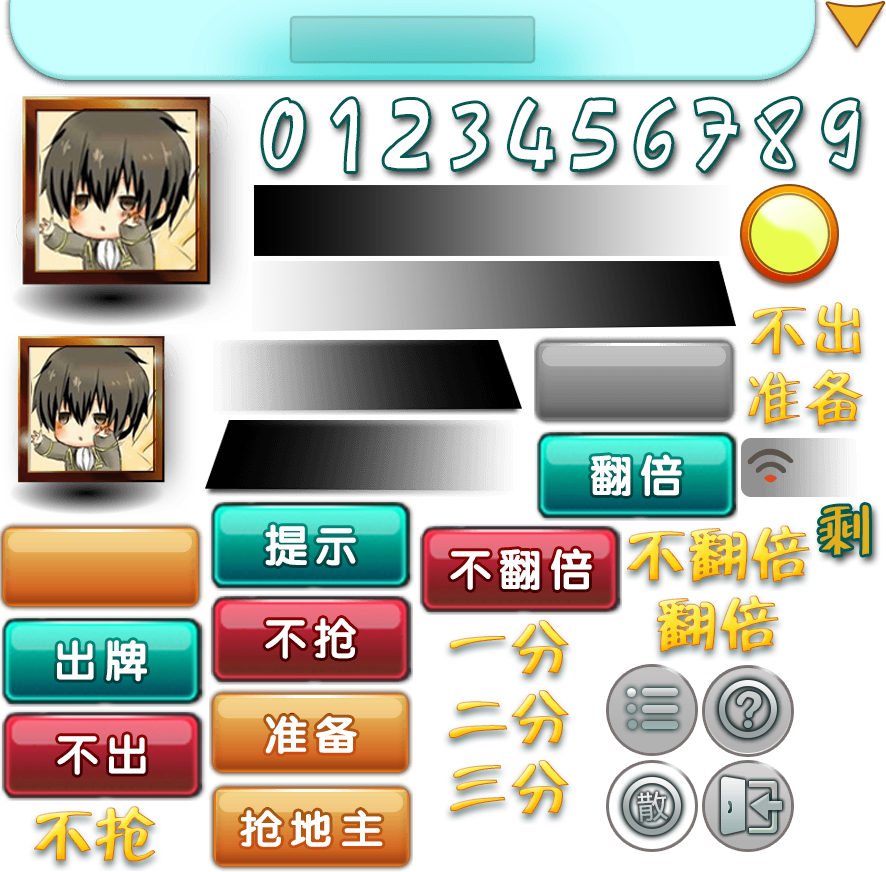 0123456789
不出
准备
翻倍
剩
提示
不翻倍
不翻倍
不抢
一分
翻倍
出牌
二分
准备
?
不出
三分
散
不抢
抢地主